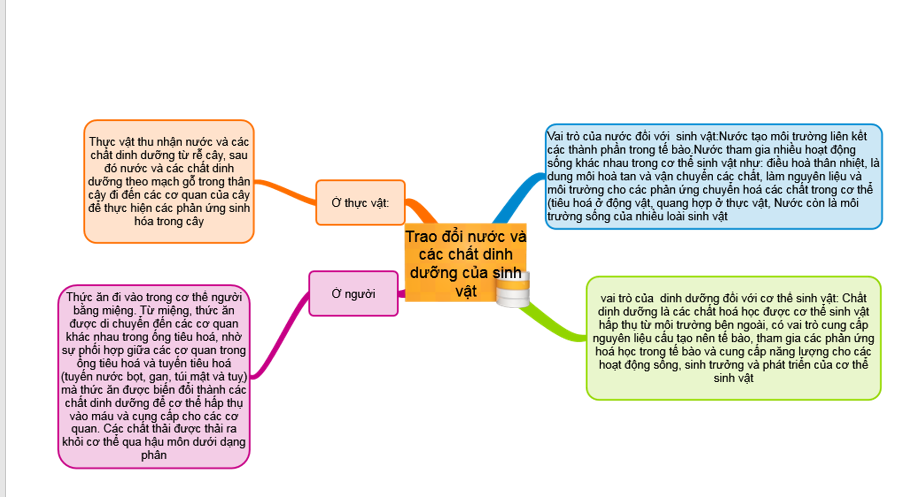 Trao đổi nước và
các chất dinh
dưỡng của sinh
vật
Vai trò của nước đối với  sinh vật:Nước tạo môi trường liên kết
các thành phần trong tế bào,Nước tham gia nhiều hoạt động
sống khác nhau trong cơ thể sinh vật như: điều hoà thân nhiệt, là
dung môi hoà tan và vận chuyển các chất, làm nguyên liệu và
môi trường cho các phản ứng chuyển hoá các chất trong cơ thể
(tiêu hoá ở động vật, quang hợp ở thực vật, Nước còn là môi
trường sống của nhiều loài sinh vật
vai trò của  dinh dưỡng đối với cơ thể sinh vật: Chất
dinh dưỡng là các chất hoá học được cơ thể sinh vật
hấp thụ từ môi trường bên ngoài, có vai trò cung cấp
nguyên liệu cấu tạo nên tế bào, tham gia các phản ứng
hoá học trong tế bào và cung cấp năng lượng cho các
hoạt động sống, sinh trưởng và phát triển của cơ thể
sinh vật
Ở thực vật:
Thực vật thu nhận nước và các
chất dinh dưỡng từ rễ cây, sau
đó nước và các chất dinh
dưỡng theo mạch gỗ trong thân
cây đi đến các cơ quan của cây
để thực hiện các phản ứng sinh
hóa trong cây
Ở người
Thức ăn đi vào trong cơ thể người
bằng miệng. Từ miệng, thức ăn
được di chuyển đến các cơ quan
khác nhau trong ống tiêu hoá, nhờ
sự phối hợp giữa các cơ quan trong
ống tiêu hoá và tuyến tiêu hoá
(tuyến nước bọt, gan, túi mật và tuỵ)
mà thức ăn được biến đổi thành các
chất dinh dưỡng để cơ thể hấp thụ
vào máu và cung cấp cho các cơ
quan. Các chất thải được thải ra
khỏi cơ thể qua hậu môn dưới dạng
phân